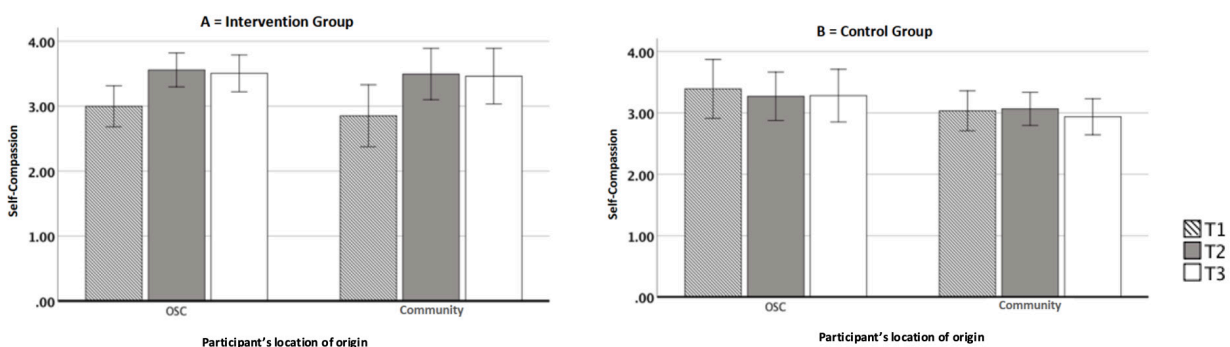 A = Intervention Group
4.00
3.00
2.00
1.00
.00
Self-Compassion
OSC
Community
Participant's location of origin
B = Control Group
4.00
3.00
2.00
1.00
.00
Self-Compassion
OSC
Community
Participant's location of origin
T1
T2
T3